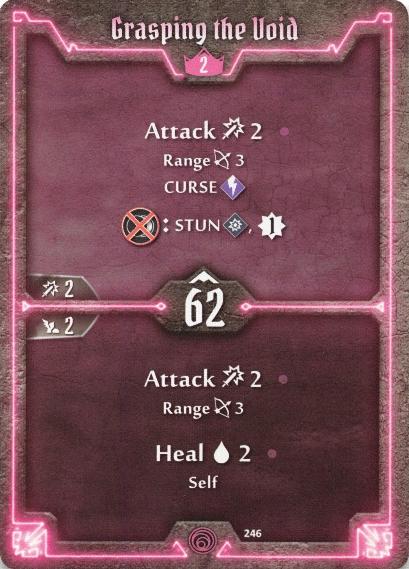 Grasping the Void
2
Attack 2
Range 3
CURSE
: STUN , 1
2
62
2
Attack 2
Range 3
Heal 2
Self
246